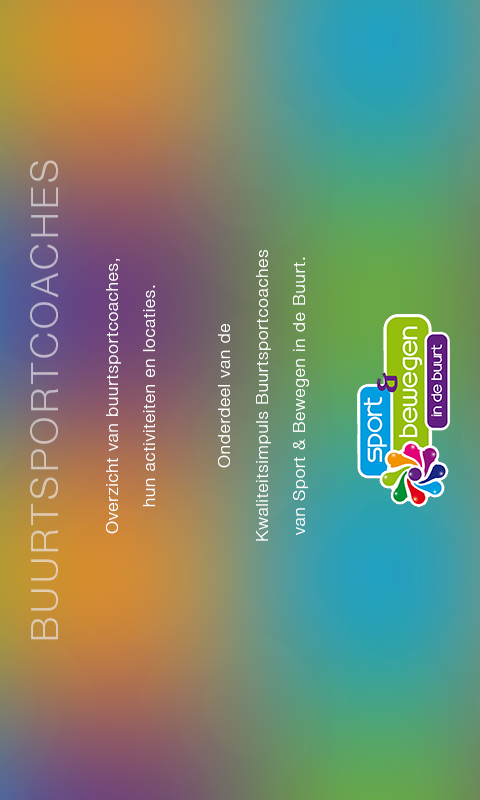 BUURTSPORTCOACHES
Overzicht van buurtsportcoaches,
hun activiteiten en locaties.
Onderdeel van de
Kwaliteitsimpuls Buurtsportcoaches
van Sport & Bewegen in de Buurt.
sport
&
bewegen
in de buurt